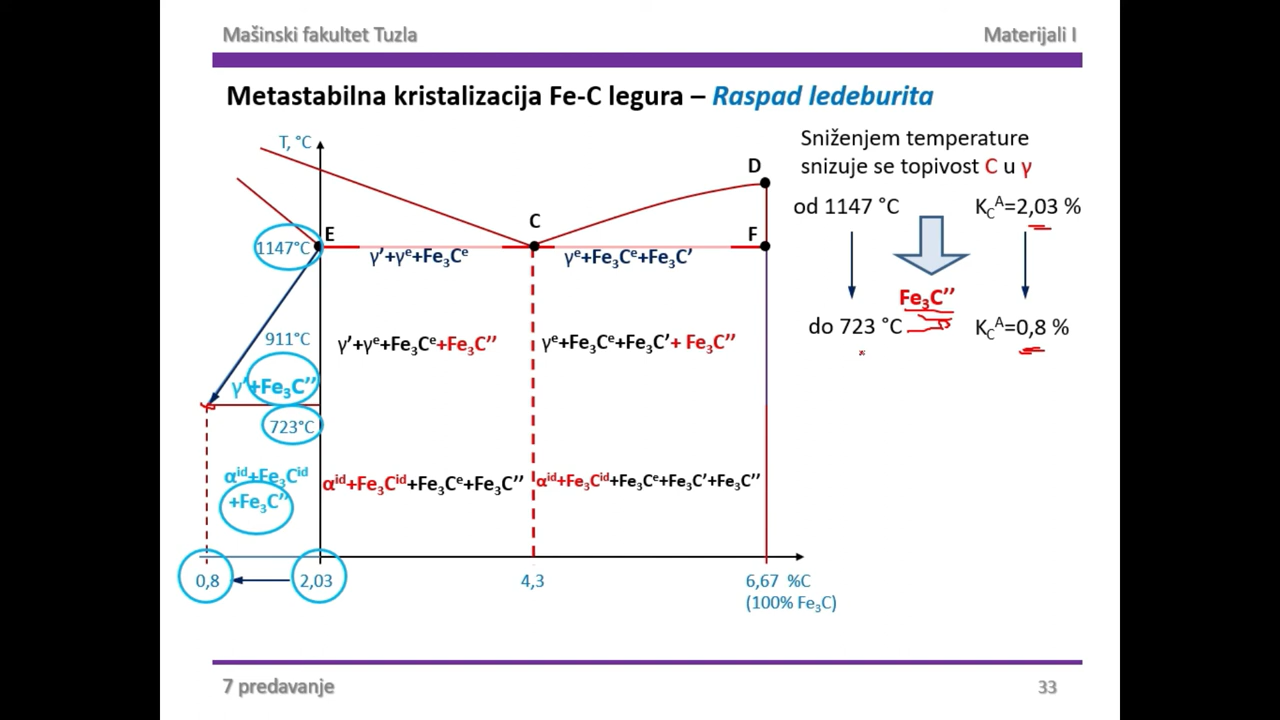 Mašinski fakultet Tuzla
Materijali I
Metastabilna kristalizacija Fe-C legura – Raspad ledeburita
T, °C
Sniženjem temperature
snizuje se topivost C u γ
D
od 1147 °C
K_C^A=2,03 %
E
C
F
1147°C
γ’+γᵉ+Fe₃Cᵉ
γᵉ+Fe₃Cᵉ+Fe₃C’
Fe₃C’’
do 723 °C
K_C^A=0,8 %
911°C
γ’+γᵉ+Fe₃Cᵉ+Fe₃C’’
γᵉ+Fe₃Cᵉ+Fe₃C’+ Fe₃C’’
γ’+Fe₃C’’
723°C
αⁱᵈ+Fe₃Cⁱᵈ
+Fe₃C’’
αⁱᵈ+Fe₃Cⁱᵈ+Fe₃Cᵉ+Fe₃C’’
αⁱᵈ+Fe₃Cⁱᵈ+Fe₃Cᵉ+Fe₃C’+Fe₃C’’
0,8
2,03
4,3
6,67 %C
(100% Fe₃C)
7 predavanje
33